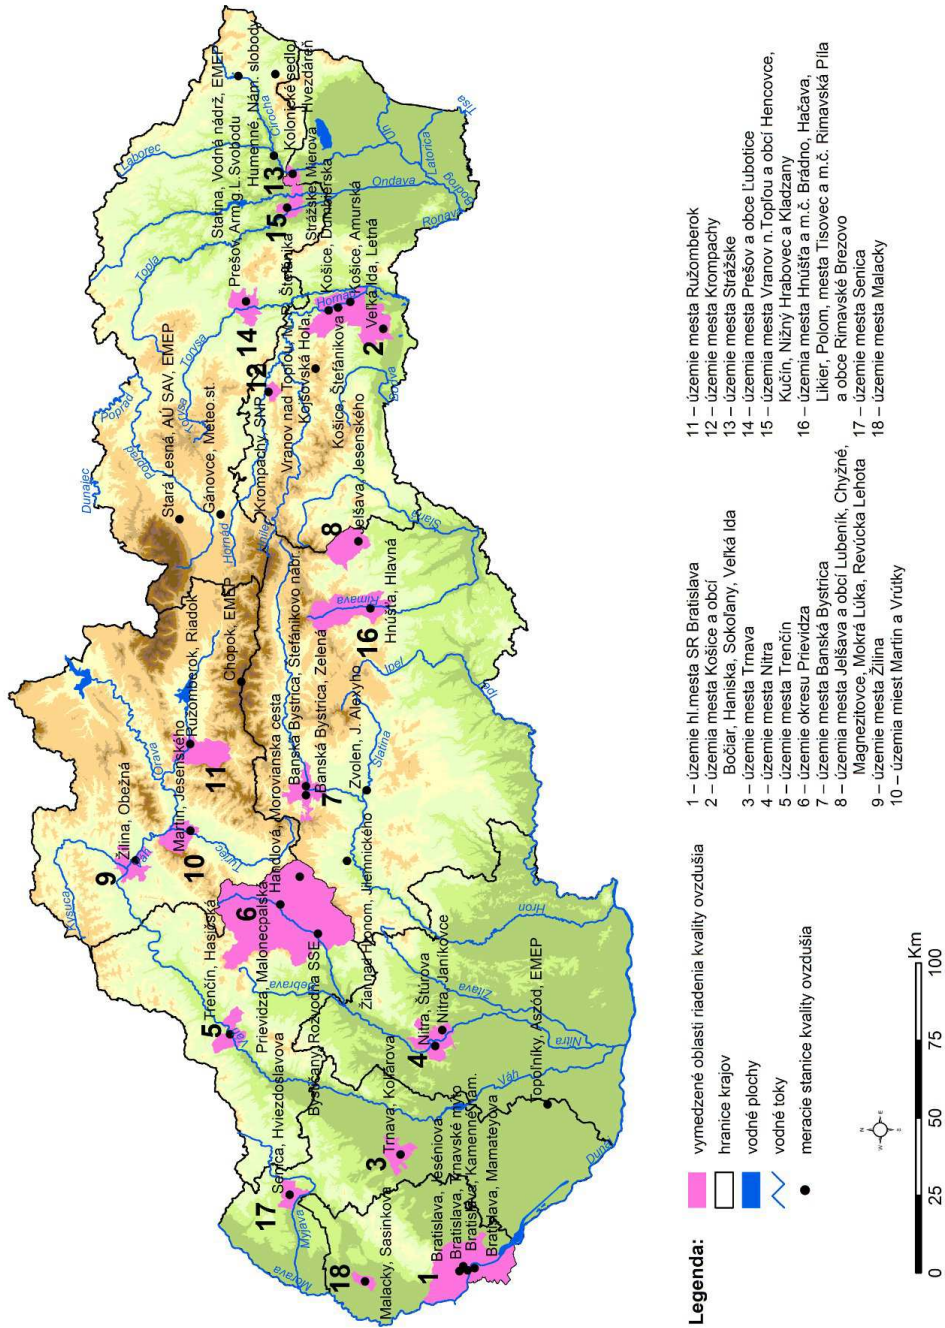 Stará Lesná, AU SAV, EMEP
Gánovce, Meteo.st.
Starina, Vodná nádrž, EMEP
Prešov, Arm.g.L.Svobodu
Humenné, Nám. slobody
Kolonické sedlo
Hvezdáreň
Strážske, Mierová
Krompachy, SNP
Vranov nad Topľou, M. R. Štefánika
Kojšovská Hoľa
Košice, Štefánikova
Košice, Ďumbierska
Košice, Amurská
Veľká Ida, Letná
Jelšava, Jesenského
Hnúšťa, Hlavná
Chopok, EMEP
Ružomberok, Riadok
Žilina, Obežná
Martin, Jesenského
Banská Bystrica, Štefánikovo nábr.
Banská Bystrica, Zelená
Zvolen, J. Alexyho
Handlová, Morovianska cesta
Žiar nad Hronom, Jilemnického
Prievidza, Malonecpalská
Bystričany, Rozvodňa SSE
Trenčín, Hasičská
Senica, Hviezdoslavova
Nitra, Štúrova
Nitra, Janíkovce
Topoľníky, Aszód, EMEP
Trnava, Kollárova
Malacky, Sasinkova
Bratislava, Jeséniova
Bratislava, Trnavské mýto
Bratislava, Kamenné nám.
Bratislava, Mamateyova
1
2
3
4
5
6
7
8
9
10
11
12
13
14
15
16
17
18
Dunajec
Poprad
Poprad
Torysa
Torysa
Topla
Laborec
Cirocha
Ondava
Uh
Latorica
Tisa
Bodrog
Ronava
Hornád
Hornád
Bodva
Slaná
Rimava
Ipeľ
Slatina
Orava
Turiec
Kysuca
Váh
Nitra
Žitava
Hron
Myjava
Morava
Legenda:
vymedzené oblasti riadenia kvality ovzdušia
hranice krajov
vodné plochy
vodné toky
meracie stanice kvality ovzdušia
N
E
S
W
0
25
50
75
100
Km
1 – územie hl.mesta SR Bratislava
2 – územia mesta Košice a obcí
Bočiar, Haniska, Sokoľany, Veľká Ida
3 – územie mesta Trnava
4 – územie mesta Nitra
5 – územie mesta Trenčín
6 – územie okresu Prievidza
7 – územie mesta Banská Bystrica
8 – územia mesta Jelšava a obcí Lubeník, Chyžné,
Magnezitovce, Mokrá Lúka, Revúcka Lehota
9 – územie mesta Žilina
10 – územia miest Martin a Vrútky
11 – územie mesta Ružomberok
12 – územie mesta Krompachy
13 – územie mesta Strážske
14 – územia mesta Prešov a obce Ľubotice
15 – územia mesta Vranov n.Topľou a obcí Hencovce,
Kučín, Nižný Hrabovec a Kladzany
16 – územia mesta Hnúšťa a m.č. Brádno, Hačava,
Likier, Polom, mesta Tisovec a m.č. Rimavská Píla
a obce Rimavské Brezovo
17 – územie mesta Senica
18 – územie mesta Malacky